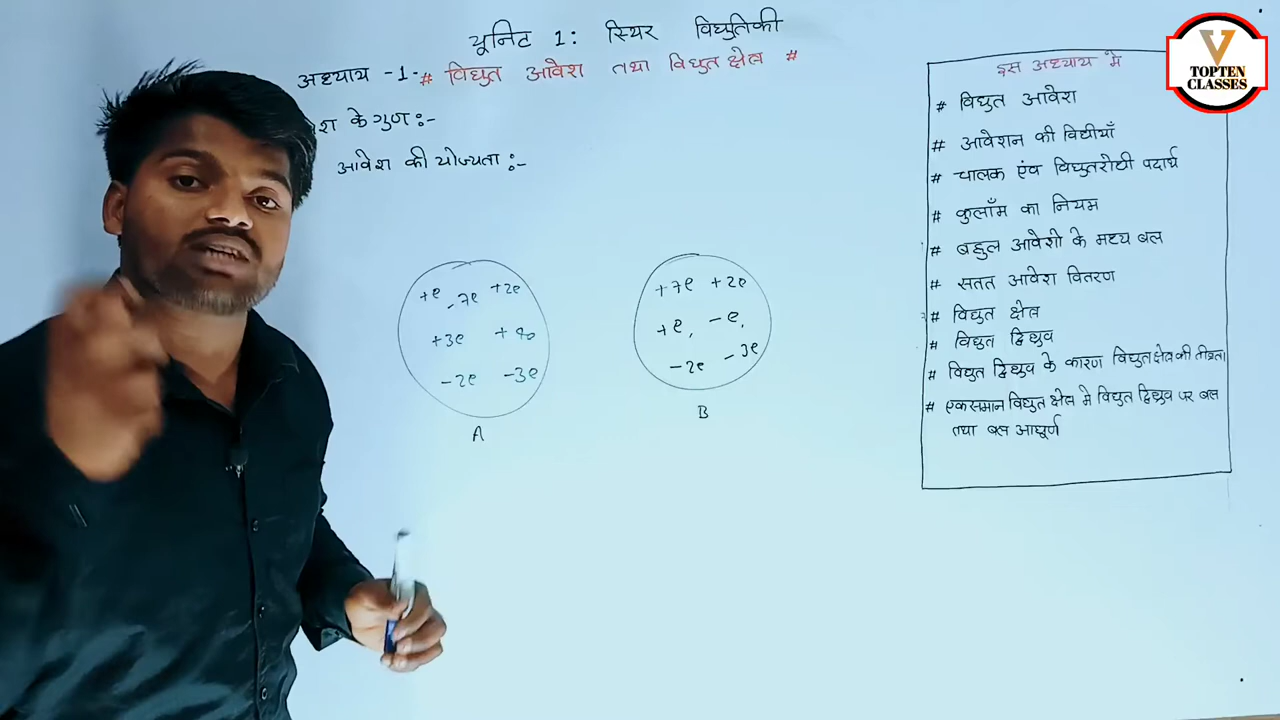 यूनिट 1: स्थिर विद्युतिकी
अध्याय -1- # विद्युत आवेश तथा विद्युत क्षेत्र #
के गुण :-
आवेश की योज्यता :-
+e -7e +2e
+3e
-2e -3e
A
+7e +2e
+e, -e,
-2e -3e
B
इस अध्याय में
# विद्युत आवेश
# आवेशन की विधीयाँ
# चालक एंव विद्युतरोधी पदार्थ
# कुलाँम का नियम
# बहुल आवेशो के मध्य बल
# सतत आवेश वितरण
# विद्युत क्षेत्र
# विद्युत द्विध्रुव
# विद्युत द्विध्रुव के कारण विद्युत क्षेत्र की तीव्रता
# एकसमान विद्युत क्षेत्र मे विद्युत द्विध्रुव पर बल
तथा बल आघूर्ण
V
TOPTEN
CLASSES